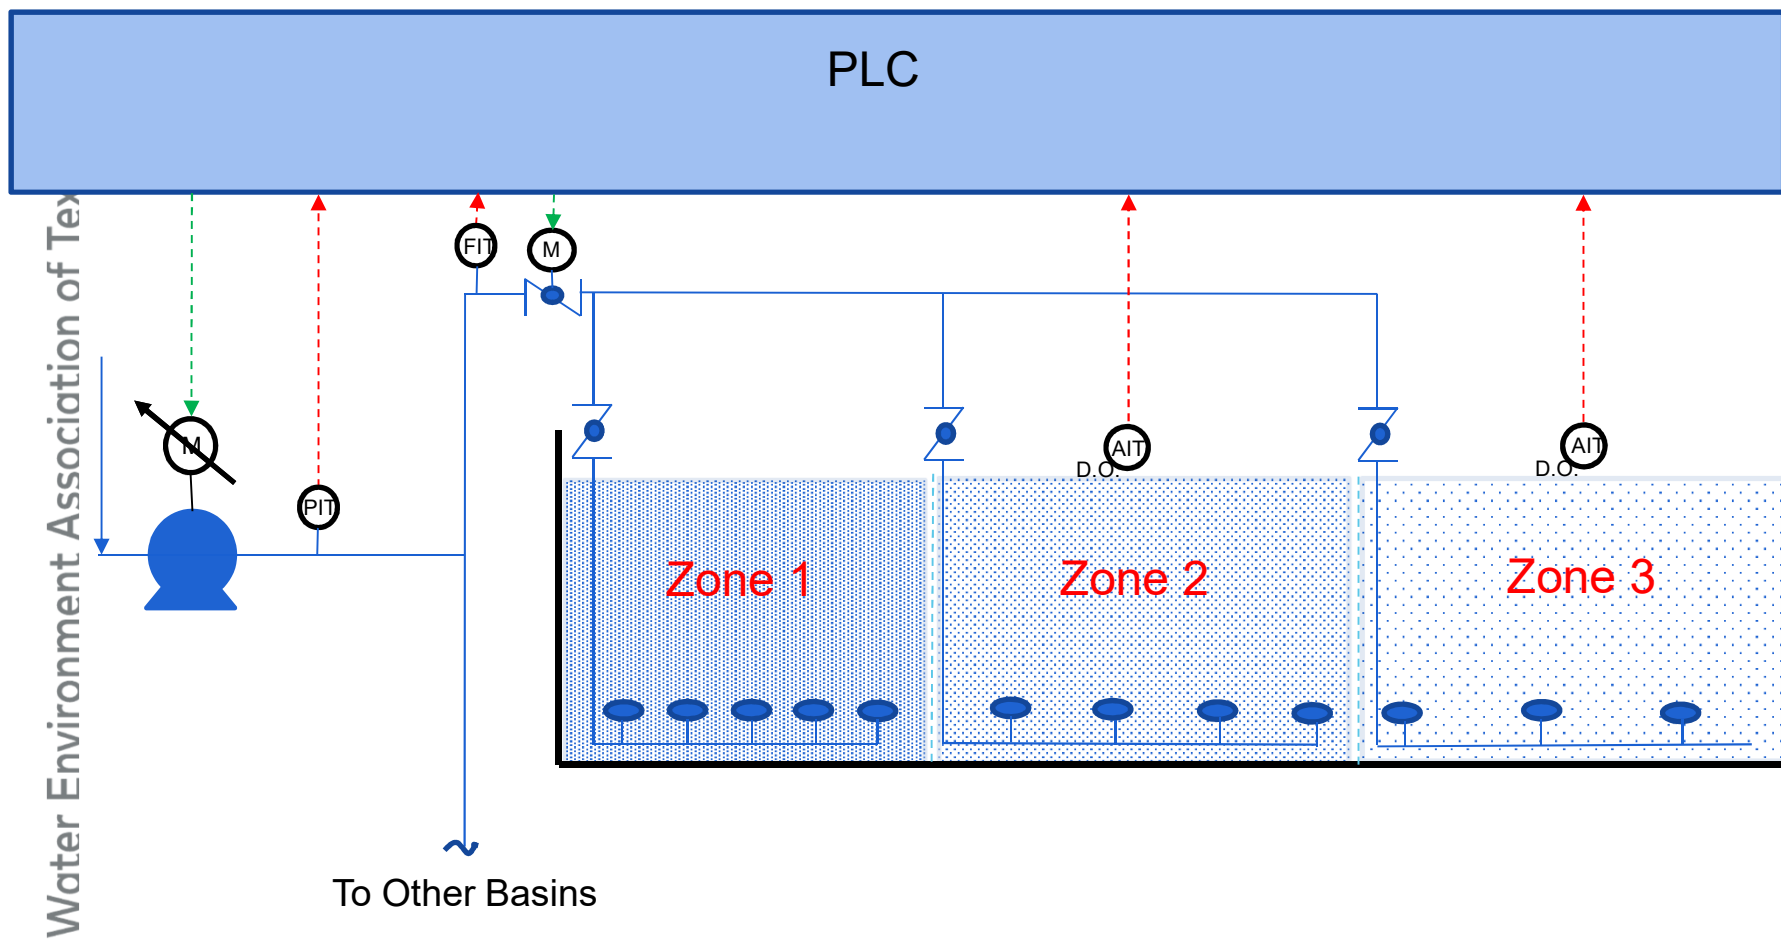 PLC
FIT
M
M
PIT
AIT
D.O.
AIT
D.O.
Zone 1
Zone 2
Zone 3
To Other Basins
Water Environment Association of Tex